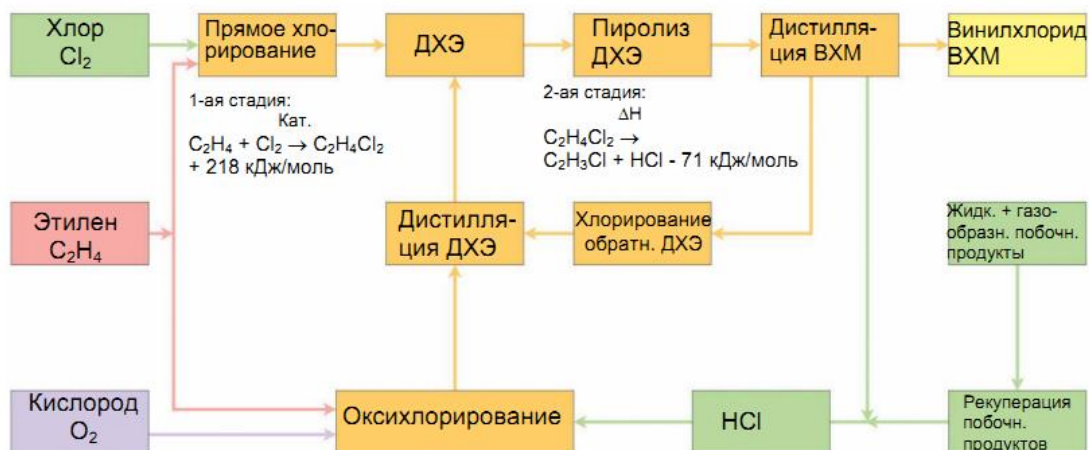 Хлор
Cl₂
Прямое хло-
рирование
ДХЭ
Пиролиз
ДХЭ
Дистилля-
ция ВХМ
Винилхлорид
ВХМ
1-ая стадия:
Кат.
C₂H₄ + Cl₂ → C₂H₄Cl₂
+ 218 кДж/моль
2-ая стадия:
ΔH
C₂H₄Cl₂ →
C₂H₃Cl + HCl - 71 кДж/моль
Этилен
C₂H₄
Дистилля-
ция ДХЭ
Хлорирование
обратн. ДХЭ
Жидк. + газо-
образн. побочн.
продукты
Кислород
O₂
Оксихлорирование
HCl
Рекуперация
побочн.
продуктов